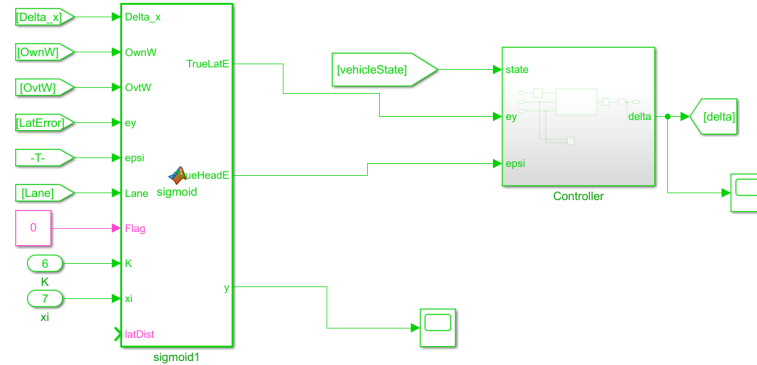 [Delta_x]
[OwnW]
[OvtW]
[LatError]
-T-
[Lane]
0
6
K
7
xi
Delta_x
OwnW
OvtW
ey
epsi
Lane
Flag
K
xi
latDist
TrueLatE
ueHeadE
y
sigmoid
sigmoid1
[vehicleState]
state
ey
epsi
delta
Controller
[delta]